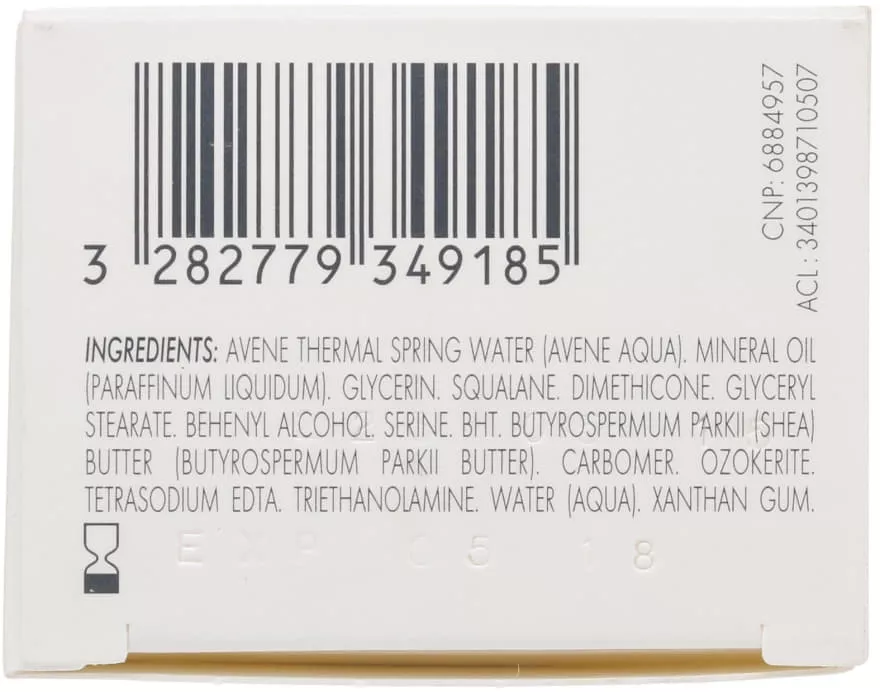 3 282779 349185
CNP: 6884957
ACL: 3401398710507
INGREDIENTS: AVENE THERMAL SPRING WATER (AVENE AQUA). MINERAL OIL
(PARAFFINUM LIQUIDUM). GLYCERIN. SQUALANE. DIMETHICONE. GLYCERYL
STEARATE. BEHENYL ALCOHOL. SERINE. BHT. BUTYROSPERMUM PARKII (SHEA)
BUTTER (BUTYROSPERMUM PARKII BUTTER). CARBOMER. OZOKERITE.
TETRASODIUM EDTA. TRIETHANOLAMINE. WATER (AQUA). XANTHAN GUM.
EXP 05 18